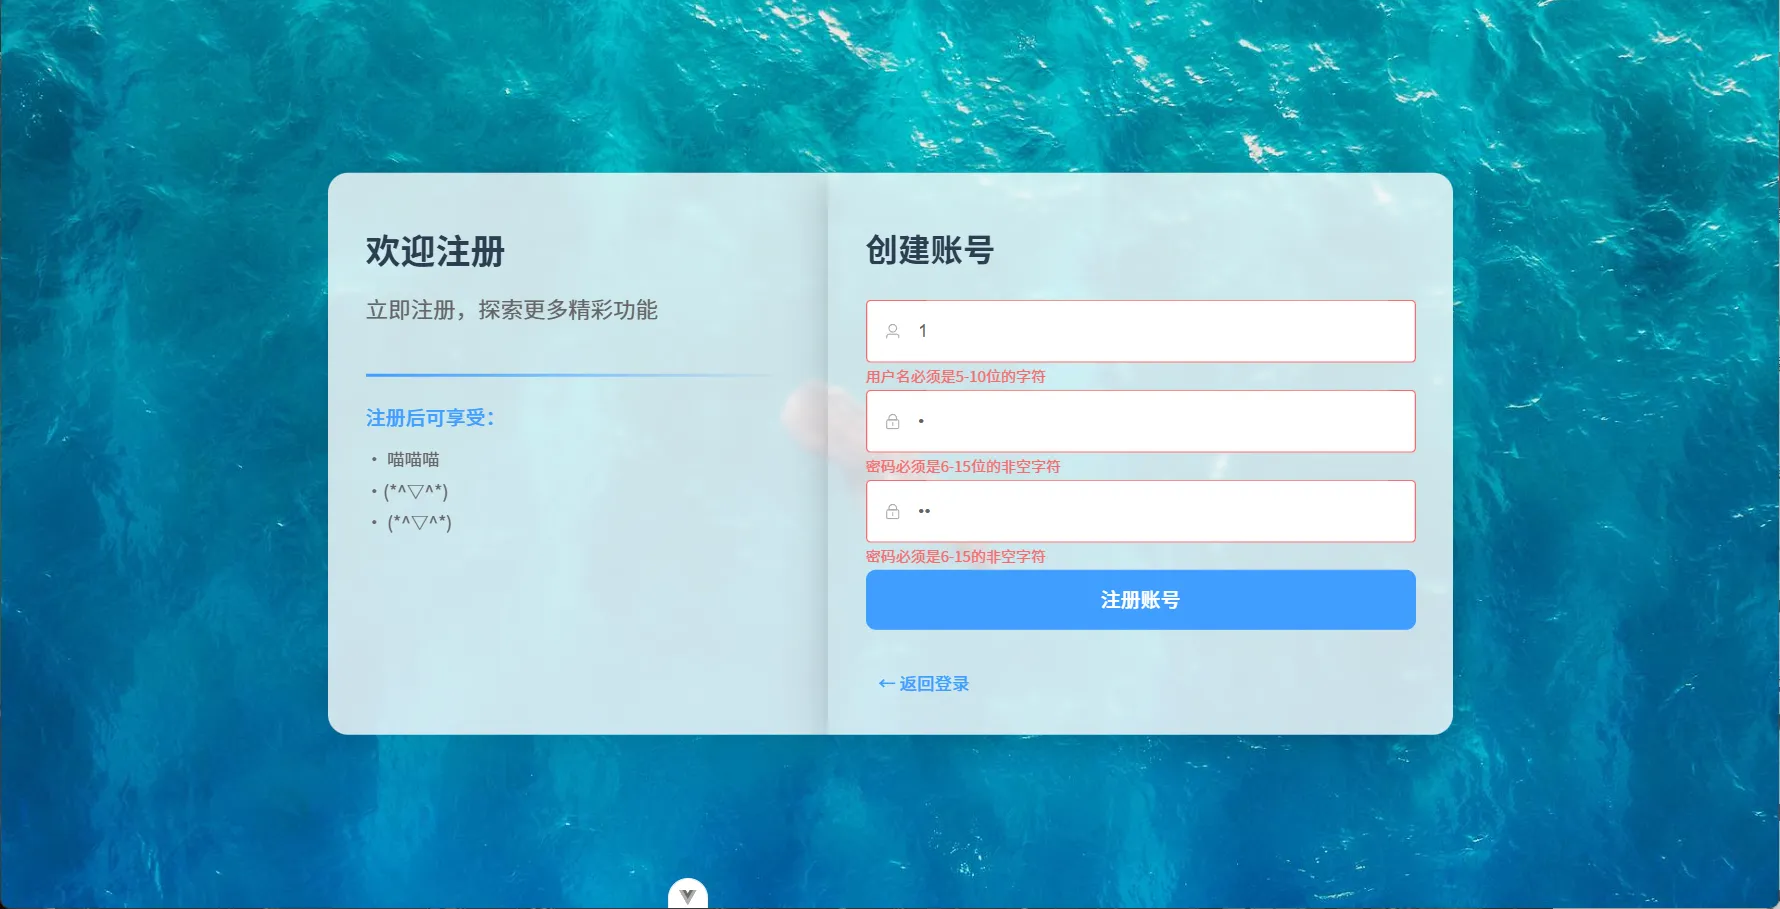 欢迎注册
立即注册，探索更多精彩功能
注册后可享受：
• 喵喵喵
•(*^▽^*)
• (*^▽^*)
创建账号
1
•
用户名必须是5-10位的字符
密码必须是6-15位的非空字符
••
密码必须是6-15的非空字符
注册账号
← 返回登录